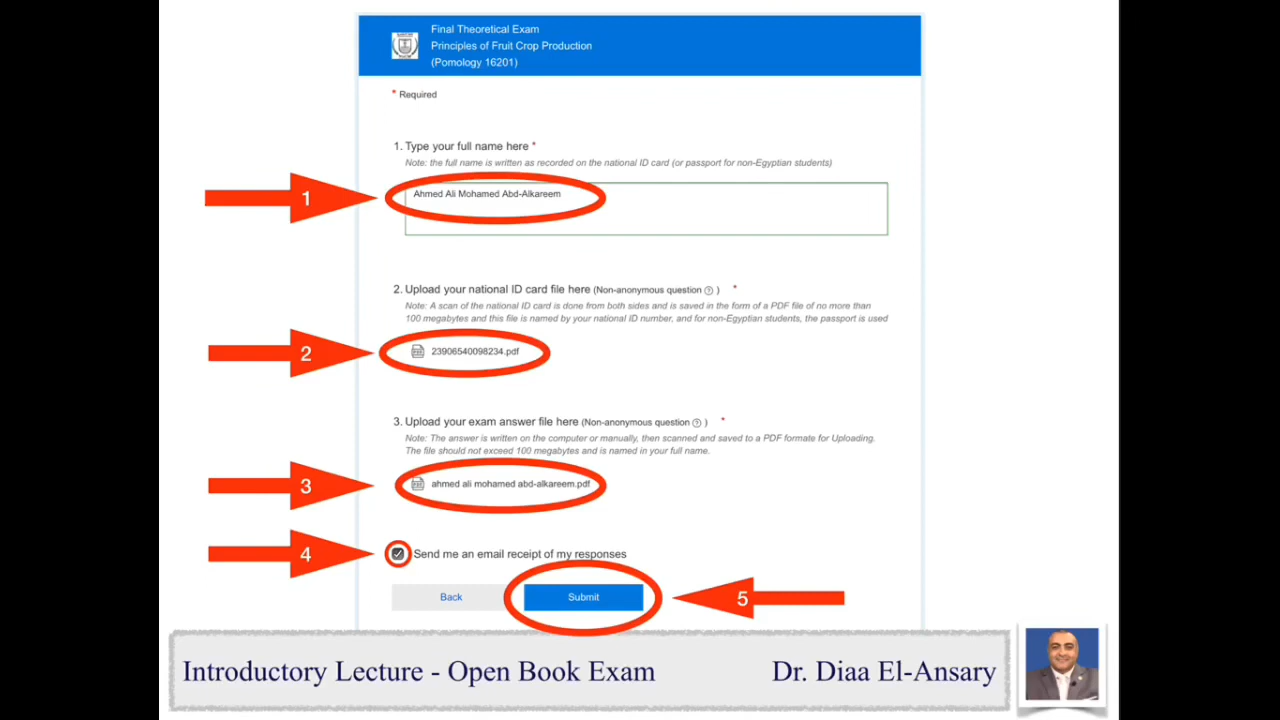 Final Theoretical Exam
Principles of Fruit Crop Production
(Pomology 16201)
* Required
1. Type your full name here *
Note: the full name is written as recorded on the national ID card (or passport for non-Egyptian students)
1
Ahmed Ali Mohamed Abd-Alkareem
2. Upload your national ID card file here (Non-anonymous question ?) *
Note: A scan of the national ID card is done from both sides and is saved in the form of a PDF file of no more than
100 megabytes and this file is named by your national ID number, and for non-Egyptian students, the passport is used
2
23906540098234.pdf
3. Upload your exam answer file here (Non-anonymous question ?) *
Note: The answer is written on the computer or manually, then scanned and saved to a PDF formate for Uploading.
The file should not exceed 100 megabytes and is named in your full name.
3
ahmed ali mohamed abd-alkareem.pdf
4
Send me an email receipt of my responses
Back
Submit
5
Introductory Lecture - Open Book Exam
Dr. Diaa El-Ansary